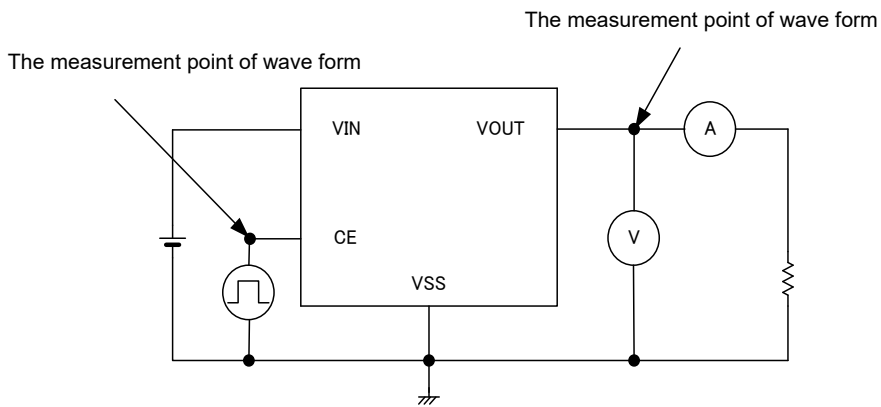 The measurement point of wave form
The measurement point of wave form
VIN
VOUT
A
CE
V
VSS